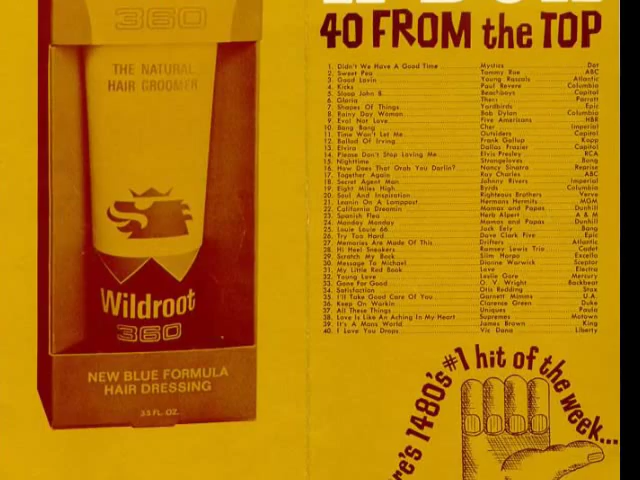 360
THE NATURAL
HAIR GROOMER
Wildroot
360
NEW BLUE FORMULA
HAIR DRESSING
3.5 FL. OZ.
40 FROM the TOP
1. Didn't We Have A Good Time Mystics Dot
2. Sweet Pea Tommy Roe ABC
3. Good Lovin Young Rascals Atlantic
4. Kicks Paul Revere Columbia
5. Sloop John B. Beachboys Capitol
6. Gloria Them Parrott
7. Shapes Of Things Yardbirds Epic
8. Rainy Day Woman Bob Dylan Columbia
9. Evol Not Love Five Americans HBR
10. Bang Bang Cher Imperial
11. Time Won't Let Me Outsiders Capitol
12. Ballad Of Irving Frank Gallup Kapp
13. Elvira Dallas Frazier Capitol
14. Please Don't Stop Loving Me Elvis Presley RCA
15. Nighttime Strangeloves Bang
16. How Does That Grab You Darlin? Nancy Sinatra Reprise
17. Together Again Ray Charles ABC
18. Secret Agent Man Johnny Rivers Imperial
19. Eight Miles High Byrds Columbia
20. Soul And Inspiration Righteous Brothers Verve
21. Leanin On A Lamppost Hermans Hermits MGM
22. California Dreamin Mamas and Papas Dunhill
23. Spanish Flea Herb Alpert A & M
24. Monday Monday Mamas and Papas Dunhill
25. Louie Louie 66 Jack Eely Bang
26. Try Too Hard Dave Clark Five Epic
27. Memories Are Made Of This Drifters Atlantic
28. Hi Heel Sneakers Ramsey Lewis Trio Cadet
29. Scratch My Back Slim Harpo Excello
30. Message To Michael Dionne Warwick Scepter
31. My Little Red Book Love Electra
32. Young Love Lesley Gore Mercury
33. Gone For Good O. V. Wright Backbeat
34. Satisfaction Otis Redding Stax
35. I'll Take Good Care Of You Garnett Mimms U.A.
36. Keep On Workin Clarence Green Duke
37. All These Things Uniques Paula
38. Love Is Like An Aching In My Heart Supremes Motown
39. It's A Mans World James Brown King
40. I Love You Drops Vic Dana Liberty
re's 1480's #1 hit of the week...